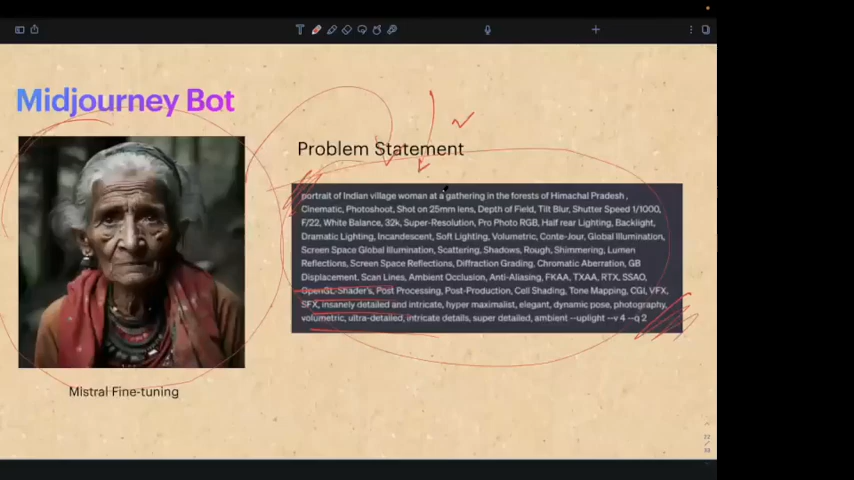 Midjourney Bot
Problem Statement
portrait of Indian village woman at a gathering in the forests of Himachal Pradesh ,
Cinematic, Photoshoot, Shot on 25mm lens, Depth of Field, Tilt Blur, Shutter Speed 1/1000,
F/22, White Balance, 32k, Super-Resolution, Pro Photo RGB, Half rear Lighting, Backlight,
Dramatic Lighting, Incandescent, Soft Lighting, Volumetric, Conte-Jour, Global Illumination,
Screen Space Global Illumination, Scattering, Shadows, Rough, Shimmering, Lumen
Reflections, Screen Space Reflections, Diffraction Grading, Chromatic Aberration, GB
Displacement, Scan Lines, Ambient Occlusion, Anti-Aliasing, FKAA, TXAA, RTX, SSAO,
OpenGL-Shader's, Post Processing, Post-Production, Cell Shading, Tone Mapping, CGI, VFX,
SFX, insanely detailed and intricate, hyper maximalist, elegant, dynamic pose, photography,
volumetric, ultra-detailed, intricate details, super detailed, ambient --uplight --v 4 --q 2
Mistral Fine-tuning